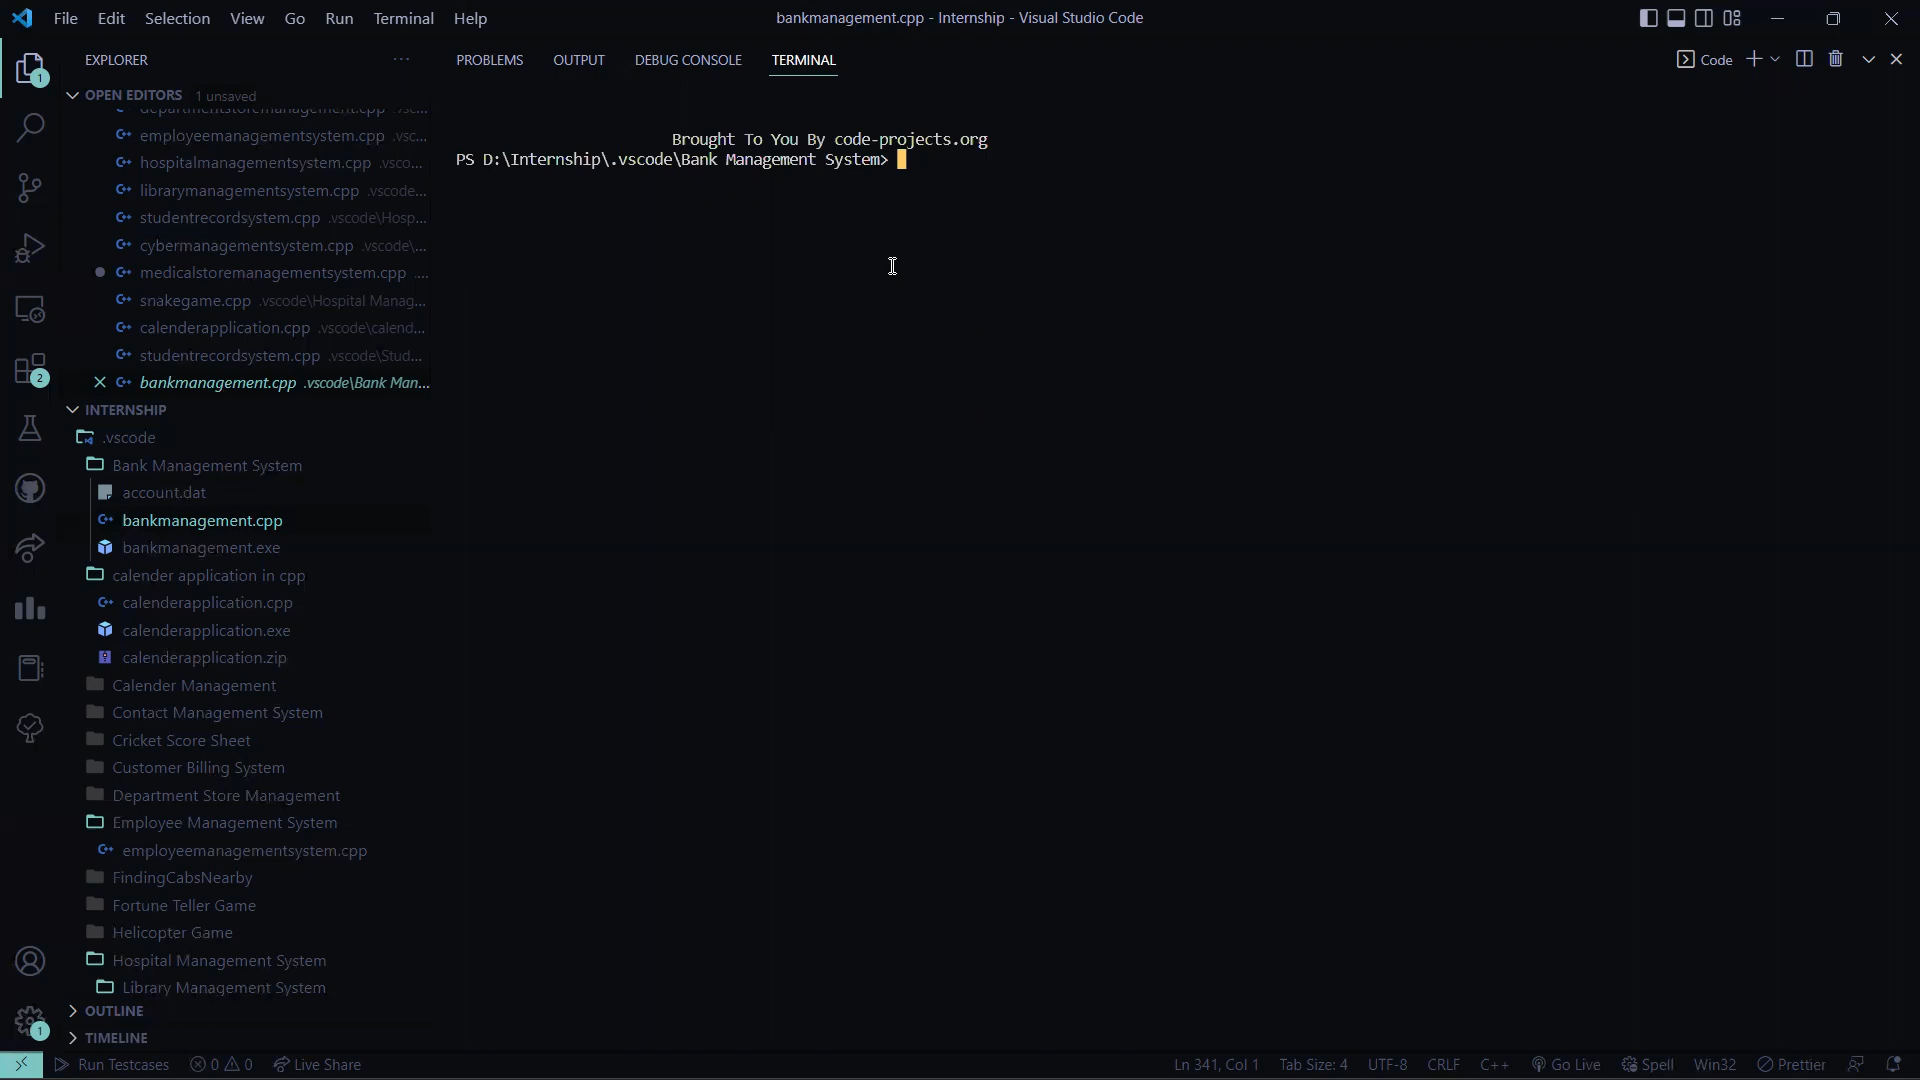 File Edit Selection View Go Run Terminal Help
bankmanagement.cpp - Internship - Visual Studio Code
EXPLORER
OPEN EDITORS 1 unsaved
departmentstoremanagement.cpp .vsc...
employeemanagementsystem.cpp .vsc...
hospitalmanagementsystem.cpp .vsco...
librarymanagementsystem.cpp .vscode...
studentrecordsystem.cpp .vscode\Hosp...
cybermanagementsystem.cpp .vscode\...
medicalstoremanagementsystem.cpp ....
snakegame.cpp .vscode\Hospital Manag...
calenderapplication.cpp .vscode\calend...
studentrecordsystem.cpp .vscode\Stud...
bankmanagement.cpp .vscode\Bank Man...
INTERNSHIP
.vscode
Bank Management System
account.dat
bankmanagement.cpp
bankmanagement.exe
calender application in cpp
calenderapplication.cpp
calenderapplication.exe
calenderapplication.zip
Calender Management
Contact Management System
Cricket Score Sheet
Customer Billing System
Department Store Management
Employee Management System
employeemanagementsystem.cpp
FindingCabsNearby
Fortune Teller Game
Helicopter Game
Hospital Management System
Library Management System
OUTLINE
TIMELINE
1
2
1
PROBLEMS OUTPUT DEBUG CONSOLE TERMINAL
Code
Brought To You By code-projects.org
PS D:\Internship\.vscode\Bank Management System>
Run Testcases 0 0 Live Share
Ln 341, Col 1 Tab Size: 4 UTF-8 CRLF C++ Go Live Spell Win32 Prettier